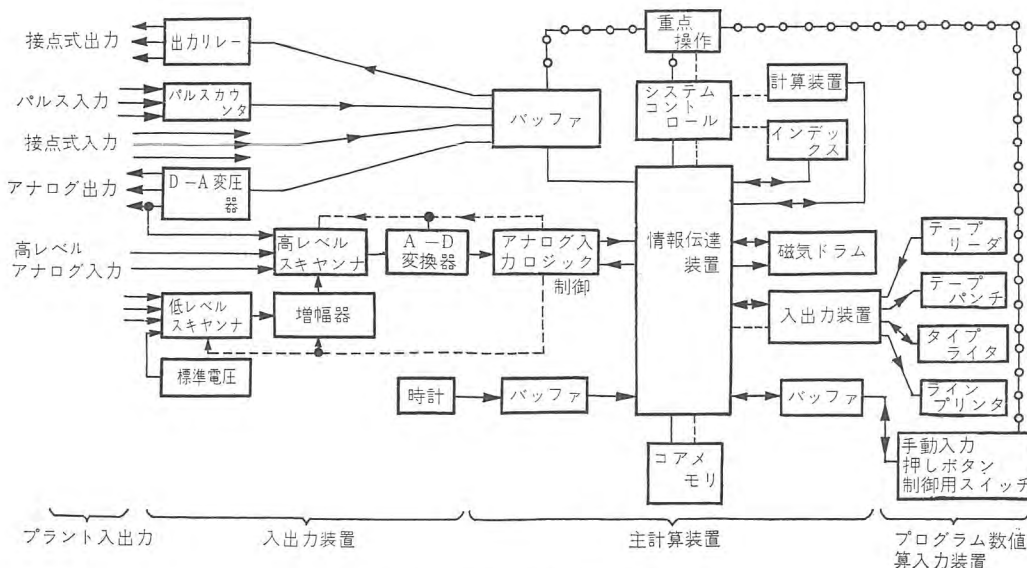 接点式出力
出力リレー
パルス入力
パルスカウ
ンタ
接点式入力
アナログ出力
D-A変圧
器
高レベル
アナログ入力
高レベル
スキャンナ
A-D
変換器
アナログ入
力ロジック
制御
低レベル
スキャンナ
増幅器
標準電圧
バッファ
重点
操作
システム
コント
ロール
計算装置
インデッ
クス
情報伝達
装置
磁気ドラム
入出力装置
テープ
リーダ
テープ
パンチ
タイプ
ライタ
ライン
プリンタ
時計
バッファ
バッファ
コアメ
モリ
手動入力
押しボタン
制御用スイッチ
プラント入出力
入出力装置
主計算装置
プログラム数値
算入力装置